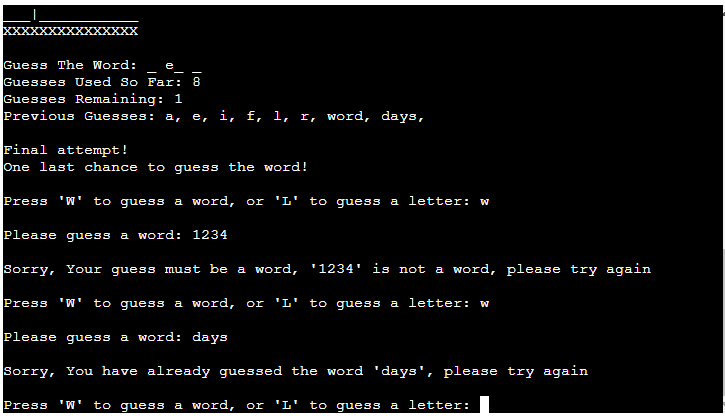 ___|___________
XXXXXXXXXXXXXXX
Guess The Word: _ e_ _
Guesses Used So Far: 8
Guesses Remaining: 1
Previous Guesses: a, e, i, f, l, r, word, days,
Final attempt!
One last chance to guess the word!
Press 'W' to guess a word, or 'L' to guess a letter: w
Please guess a word: 1234
Sorry, Your guess must be a word, '1234' is not a word, please try again
Press 'W' to guess a word, or 'L' to guess a letter: w
Please guess a word: days
Sorry, You have already guessed the word 'days', please try again
Press 'W' to guess a word, or 'L' to guess a letter: